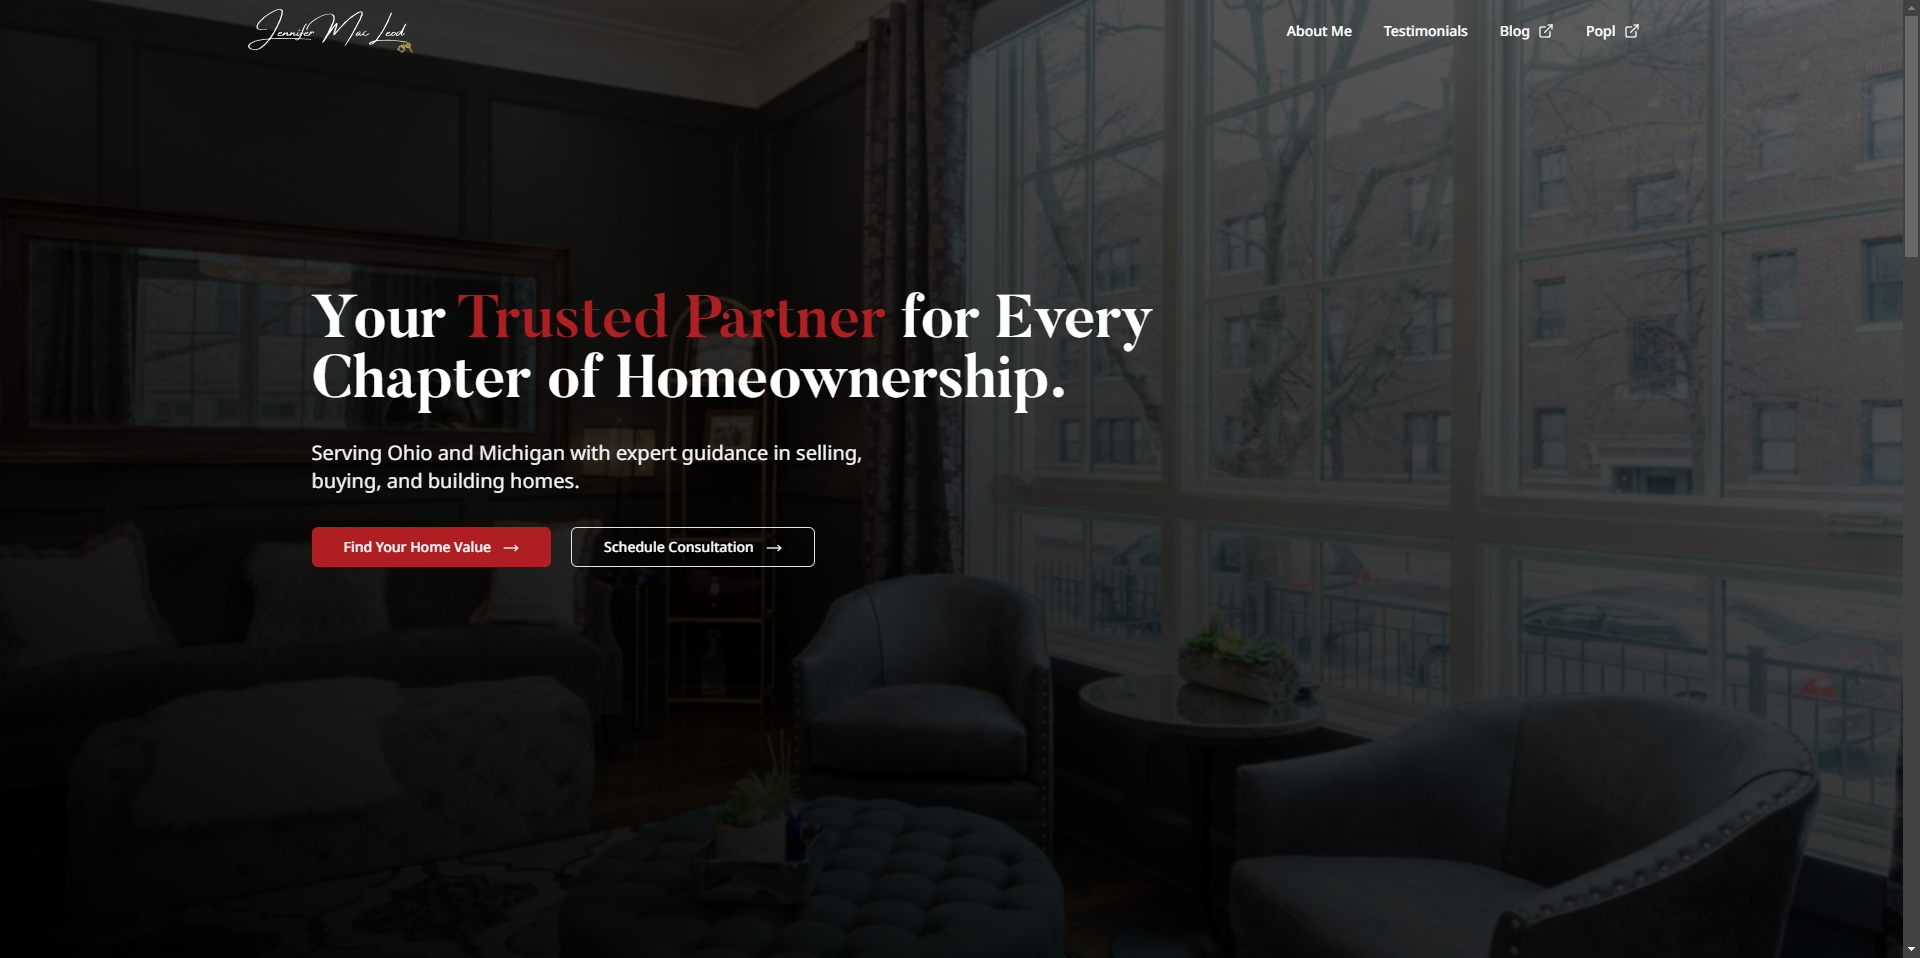 Jennifer Mac Leod
About Me
Testimonials
Blog
Popl
Your Trusted Partner for Every
Chapter of Homeownership.
Serving Ohio and Michigan with expert guidance in selling,
buying, and building homes.
Find Your Home Value →
Schedule Consultation →